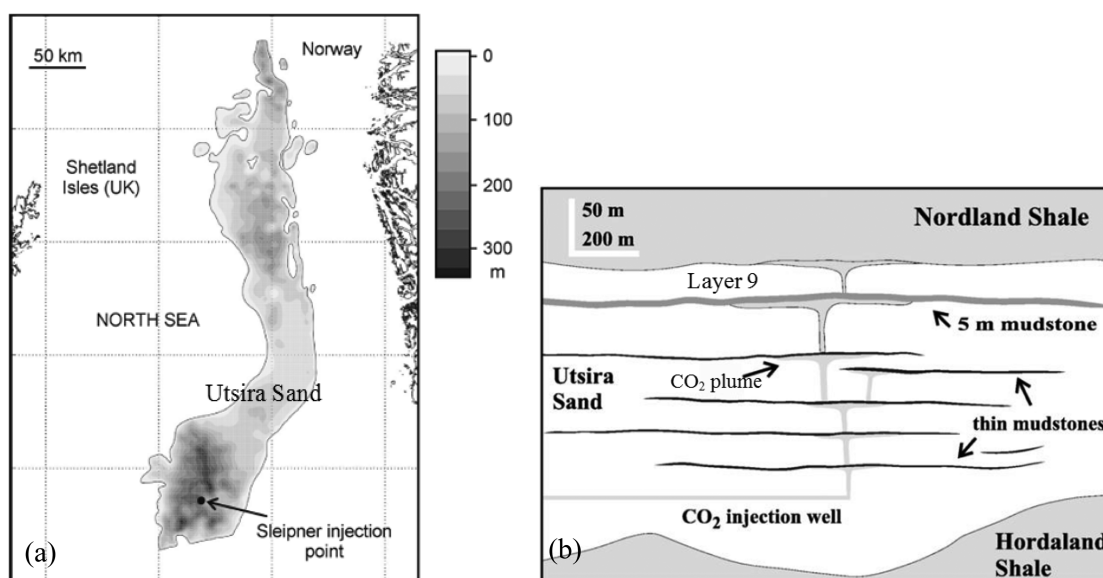 50 km
Norway
0
100
200
300
m
Shetland
Isles (UK)
NORTH SEA
Utsira Sand
Sleipner injection
point
(a)
50 m
200 m
Nordland Shale
Layer 9
5 m mudstone
Utsira
Sand
CO₂ plume
thin mudstones
CO₂ injection well
(b)
Hordaland
Shale